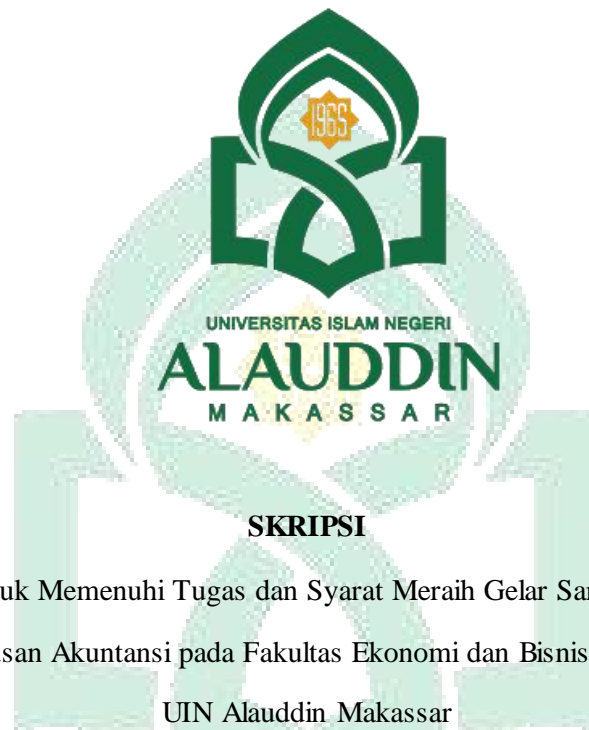 1965
UNIVERSITAS ISLAM NEGERI
ALAUDDIN
MAKASSAR
SKRIPSI
uk Memenuhi Tugas dan Syarat Meraih Gelar Sar
san Akuntansi pada Fakultas Ekonomi dan Bisnis
UIN Alauddin Makassar